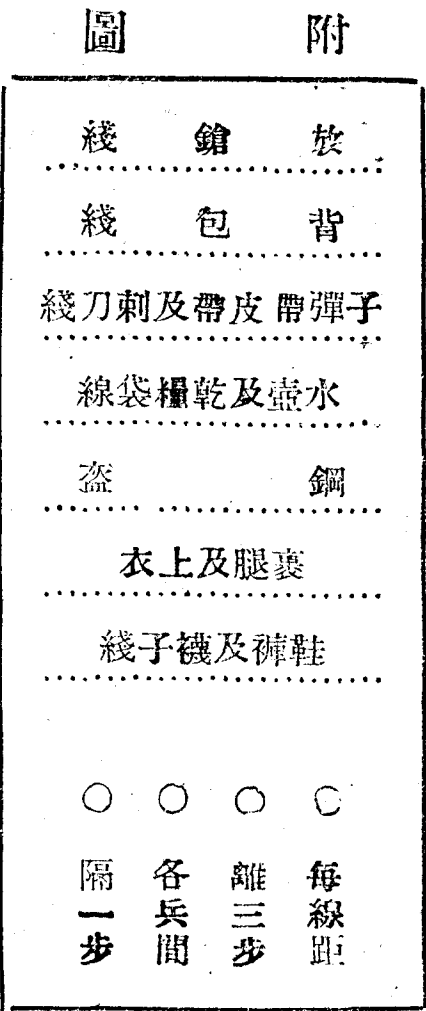 附圖
放鎗綫
背包綫
子彈帶皮帶及刺刀綫
水壺及乾糧袋線
鋼盔
裹腿及上衣
鞋褲及襪子綫
○ ○ ○ ○
每線距
離三步
各兵間
隔一步